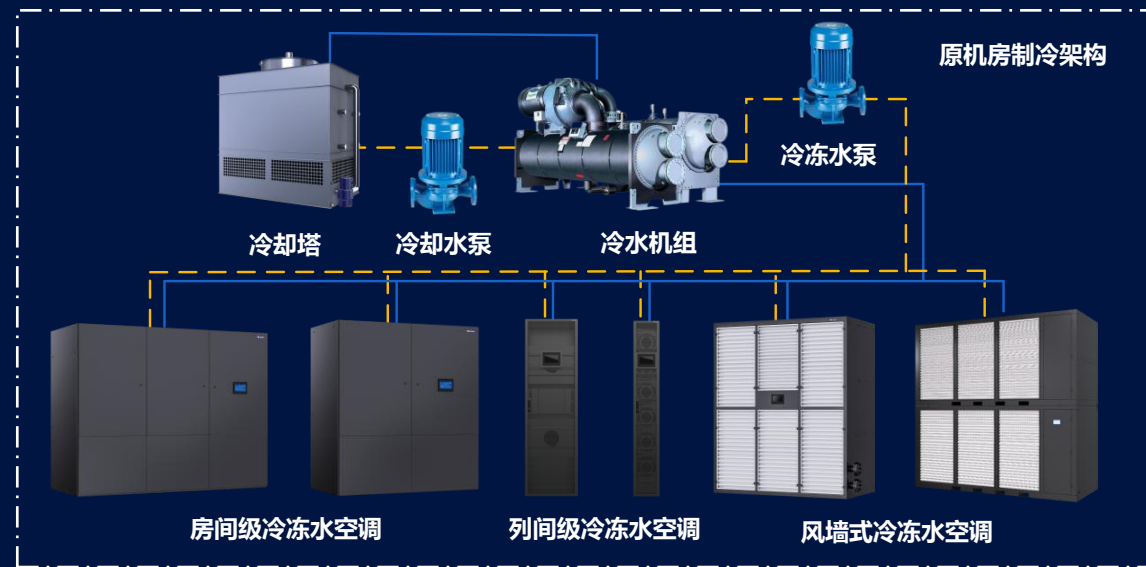 原机房制冷架构
冷冻水泵
冷却塔
冷却水泵
冷水机组
房间级冷冻水空调
列间级冷冻水空调
风墙式冷冻水空调